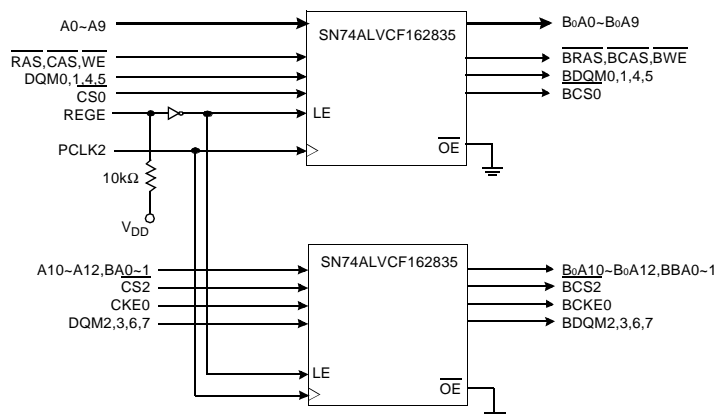 A0~A9
SN74ALVCF162835
B₀A0~B₀A9
RAS,CAS,WE
BRAS,BCAS,BWE
DQM0,1,4,5
BDQM0,1,4,5
CS0
BCS0
REGE
LE
PCLK2
OE
10kΩ
VDD
SN74ALVCF162835
A10~A12,BA0~1
B₀A10~B₀A12,BBA0~1
CS2
BCS2
CKE0
BCKE0
DQM2,3,6,7
BDQM2,3,6,7
LE
OE